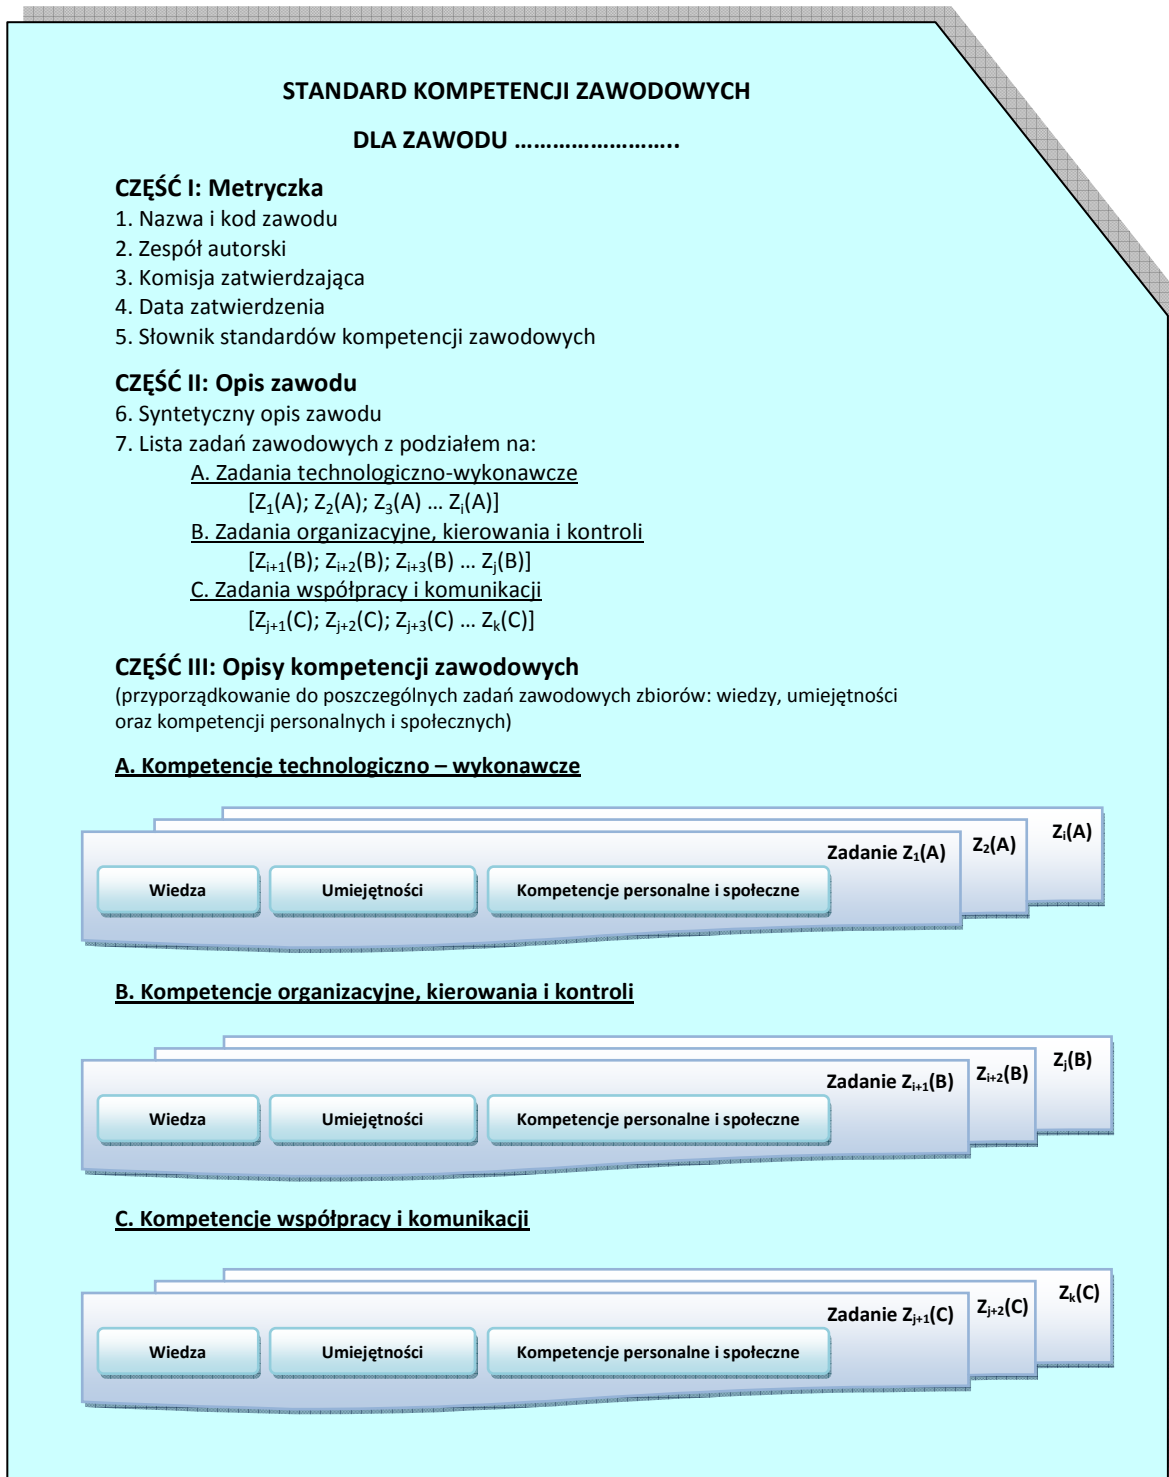 STANDARD KOMPETENCJI ZAWODOWYCH
DLA ZAWODU ……………………..
CZĘŚĆ I: Metryczka
1. Nazwa i kod zawodu
2. Zespół autorski
3. Komisja zatwierdzająca
4. Data zatwierdzenia
5. Słownik standardów kompetencji zawodowych
CZĘŚĆ II: Opis zawodu
6. Syntetyczny opis zawodu
7. Lista zadań zawodowych z podziałem na:
A. Zadania technologiczno-wykonawcze
[Z1(A); Z2(A); Z3(A) … Zi(A)]
B. Zadania organizacyjne, kierowania i kontroli
[Zi+1(B); Zi+2(B); Zi+3(B) … Zj(B)]
C. Zadania współpracy i komunikacji
[Zj+1(C); Zj+2(C); Zj+3(C) … Zk(C)]
CZĘŚĆ III: Opisy kompetencji zawodowych
(przyporządkowanie do poszczególnych zadań zawodowych zbiorów: wiedzy, umiejętności
oraz kompetencji personalnych i społecznych)
A. Kompetencje technologiczno – wykonawcze
Zadanie Z1(A) Z2(A) Zi(A)
Wiedza Umiejętności Kompetencje personalne i społeczne
B. Kompetencje organizacyjne, kierowania i kontroli
Zadanie Zi+1(B) Zi+2(B) Zj(B)
Wiedza Umiejętności Kompetencje personalne i społeczne
C. Kompetencje współpracy i komunikacji
Zadanie Zj+1(C) Zj+2(C) Zk(C)
Wiedza Umiejętności Kompetencje personalne i społeczne